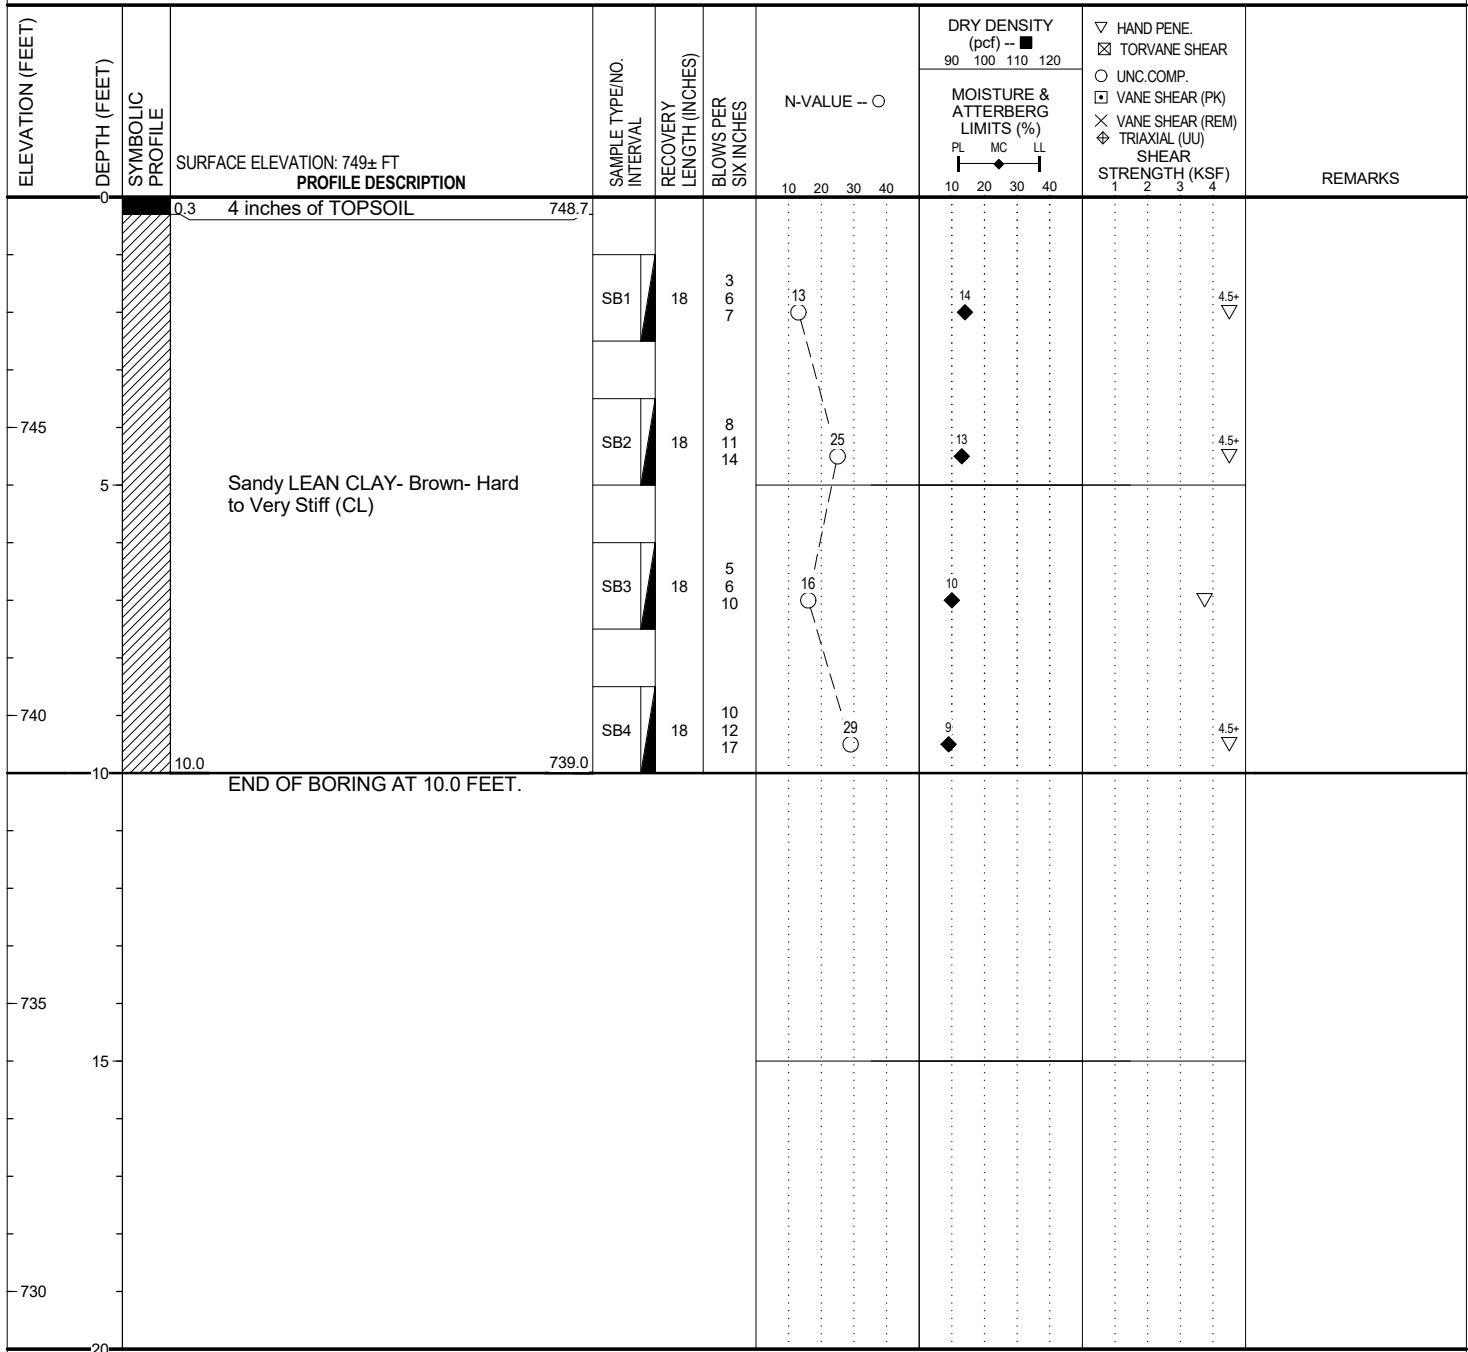 ELEVATION (FEET)
DEPTH (FEET)
SYMBOLIC
PROFILE
SURFACE ELEVATION: 749± FT
PROFILE DESCRIPTION
SAMPLE TYPE/NO.
INTERVAL
RECOVERY
LENGTH (INCHES)
BLOWS PER
SIX INCHES
N-VALUE -- O
10 20 30 40
DRY DENSITY
(pcf) -- ■
90 100 110 120
MOISTURE &
ATTERBERG
LIMITS (%)
PL MC LL
10 20 30 40
▽ HAND PENE.
☒ TORVANE SHEAR
○ UNC.COMP.
⊡ VANE SHEAR (PK)
× VANE SHEAR (REM)
TRIAXIAL (UU)
SHEAR
STRENGTH (KSF)
1 2 3 4
REMARKS
0
0.3 4 inches of TOPSOIL 748.7
SB1 18
3
6
7
13 14 4.5+
745
SB2 18
8
11
14
25 13 4.5+
5
Sandy LEAN CLAY- Brown- Hard
to Very Stiff (CL)
SB3 18
5
6
10
16 10
740
SB4 18
10
12
17
29 9 4.5+
10
10.0 739.0
END OF BORING AT 10.0 FEET.
735
15
730
20